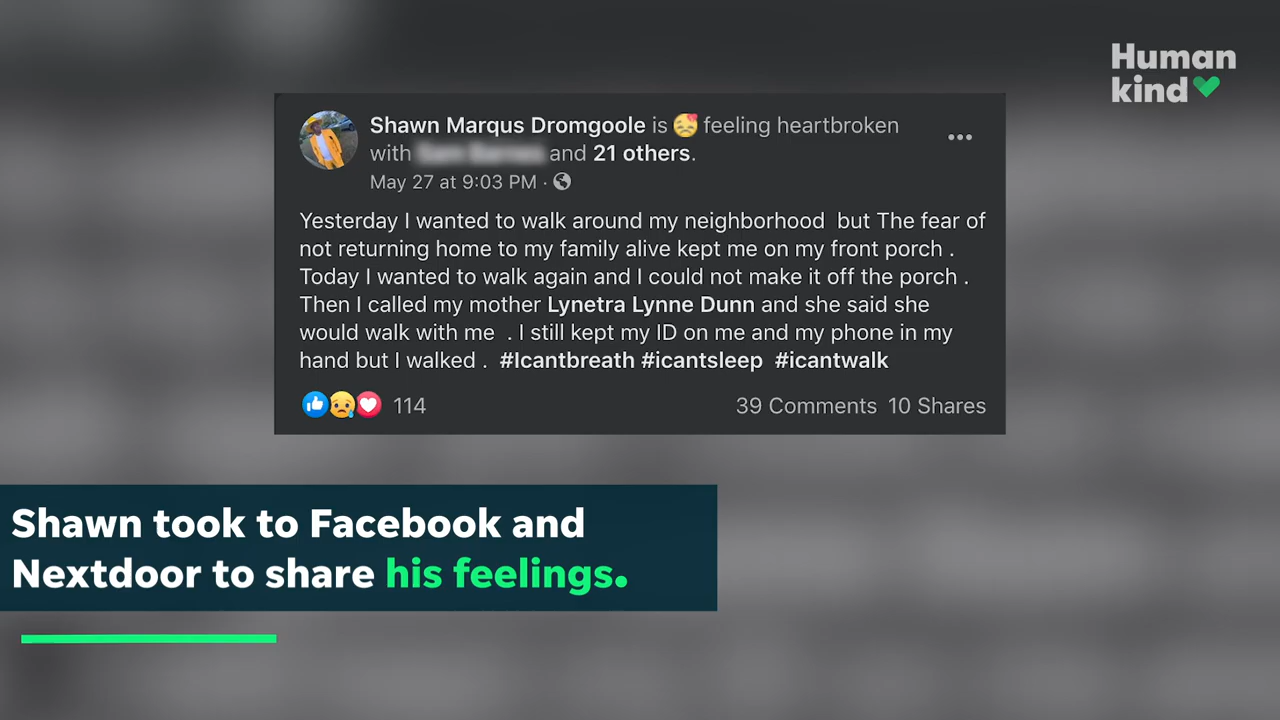 Human
kind
Shawn Marqus Dromgoole is feeling heartbroken
with and 21 others.
May 27 at 9:03 PM ·
Yesterday I wanted to walk around my neighborhood but The fear of
not returning home to my family alive kept me on my front porch .
Today I wanted to walk again and I could not make it off the porch .
Then I called my mother Lynetra Lynne Dunn and she said she
would walk with me . I still kept my ID on me and my phone in my
hand but I walked . #Icantbreath #icantsleep #icantwalk
114 39 Comments 10 Shares
Shawn took to Facebook and
Nextdoor to share his feelings.